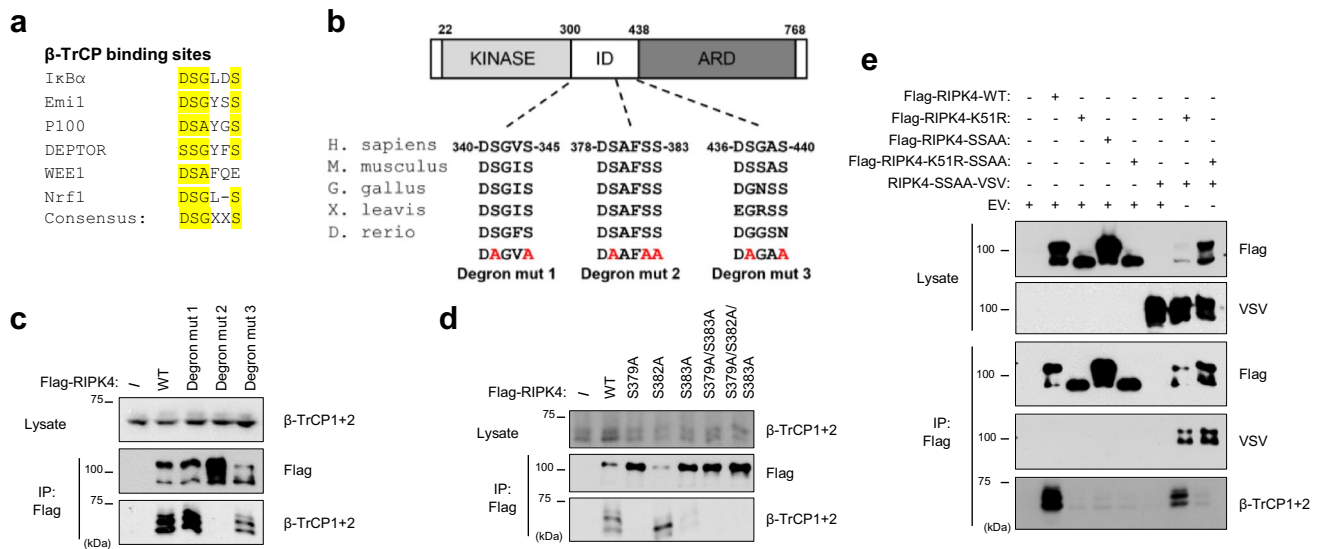 a
β-TrCP binding sites
IκBα DSGLDS
Emi1 DSGYSS
P100 DSAYGS
DEPTOR SSGYFS
WEE1 DSAFQE
Nrf1 DSGL-S
Consensus: DSGXXS
b
22 300 438 768
KINASE ID ARD
H. sapiens 340-DSGVS-345 378-DSAFSS-383 436-DSGAS-440
M. musculus DSGIS DSAFSS DSSAS
G. gallus DSGIS DSAFSS DGNSS
X. leavis DSGIS DSAFSS EGRSS
D. rerio DSGFS DSAFSS DGGSN
DAGVA DAAFAA DAGAA
Degron mut 1 Degron mut 2 Degron mut 3
c
Flag-RIPK4: / WT Degron mut 1 Degron mut 2 Degron mut 3
75
Lysate β-TrCP1+2
100 Flag
IP:
Flag
75
β-TrCP1+2
(kDa)
d
Flag-RIPK4: / WT S379A S382A S383A S379A/S383A S379A/S382A/
S383A
75
Lysate β-TrCP1+2
100 Flag
IP:
Flag
75
β-TrCP1+2
(kDa)
e
Flag-RIPK4-WT: - + - - - - - -
Flag-RIPK4-K51R: - - + - - - + -
Flag-RIPK4-SSAA: - - - + - - - -
Flag-RIPK4-K51R-SSAA: - - - - + - - +
RIPK4-SSAA-VSV: - - - - - + + +
EV: + + + + + + - -
100 Flag
Lysate
100 VSV
100 Flag
IP:
Flag
100 VSV
75
β-TrCP1+2
(kDa)